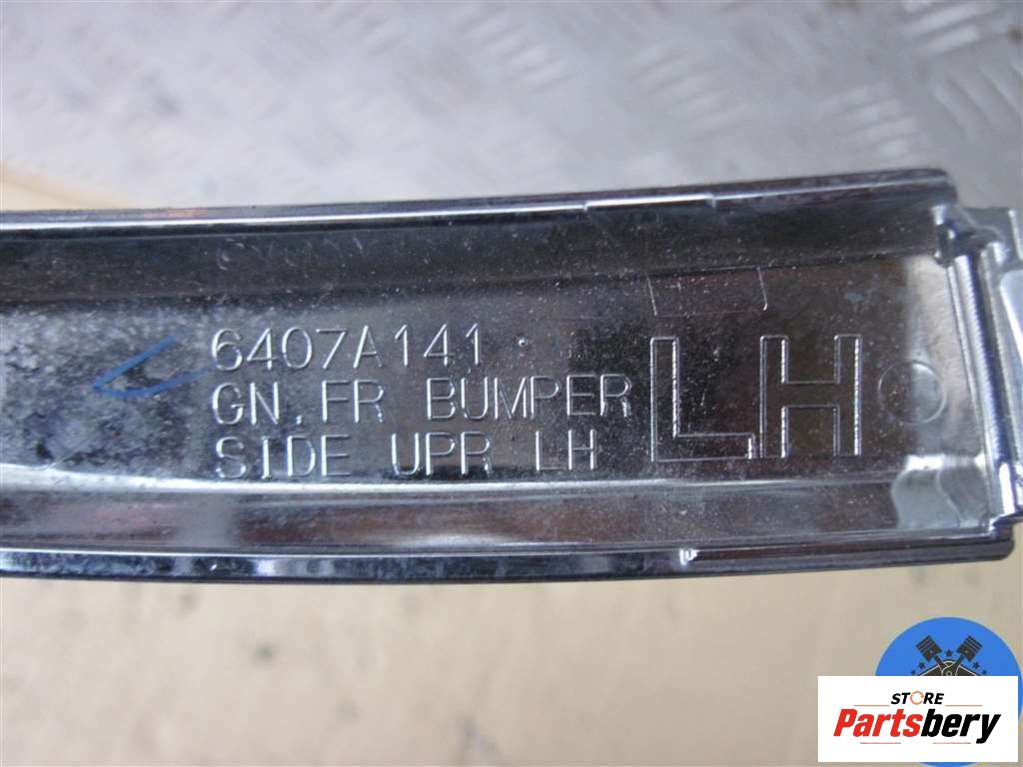 6407A141
GN, FR BUMPER
SIDE UPR LH
LH
STORE
Partsbery